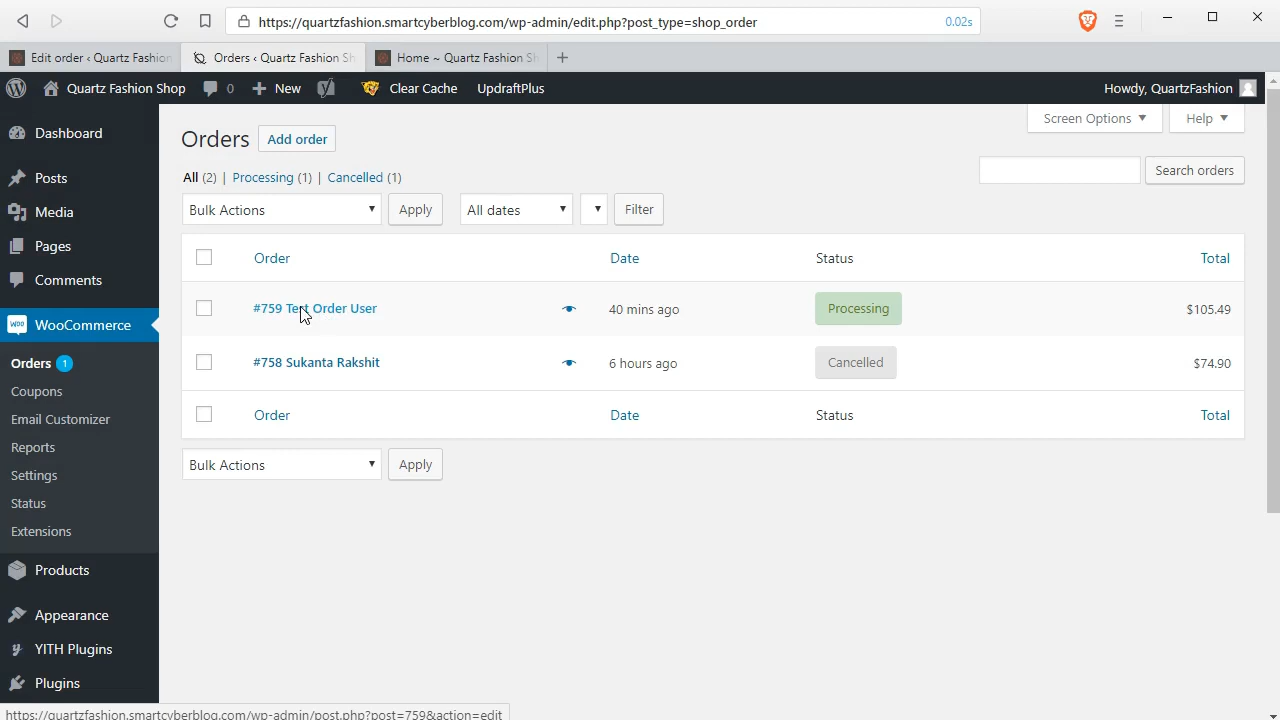 https://quartzfashion.smartcyberblog.com/wp-admin/edit.php?post_type=shop_order 0.02s
Edit order ‹ Quartz Fashion Orders ‹ Quartz Fashion Sh Home ~ Quartz Fashion Sh
Quartz Fashion Shop 0 New Clear Cache UpdraftPlus Howdy, QuartzFashion
Dashboard
Posts
Media
Pages
Comments
Woo WooCommerce
Orders 1
Coupons
Email Customizer
Reports
Settings
Status
Extensions
Products
Appearance
YITH Plugins
Plugins
Screen Options Help
Orders Add order
All (2) | Processing (1) | Cancelled (1)
Search orders
Bulk Actions Apply All dates Filter
Order Date Status Total
#759 Test Order User 40 mins ago Processing $105.49
#758 Sukanta Rakshit 6 hours ago Cancelled $74.90
Order Date Status Total
Bulk Actions Apply
https://quartzfashion.smartcyberblog.com/wp-admin/post.php?post=759&action=edit